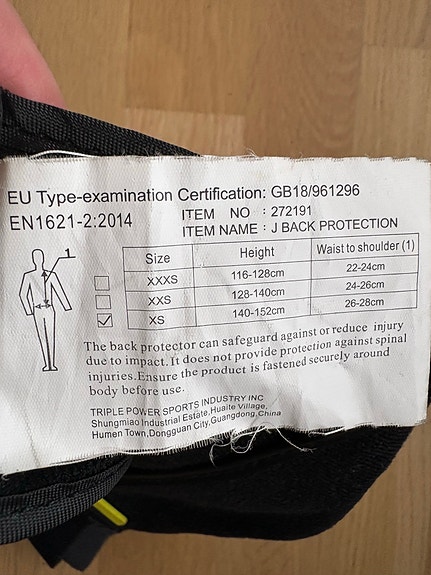 EU Type-examination Certification: GB18/961296
EN1621-2:2014
ITEM NO : 272191
ITEM NAME : J BACK PROTECTION
1
Size Height Waist to shoulder (1)
XXXS 116-128cm 22-24cm
XXS 128-140cm 24-26cm
XS 140-152cm 26-28cm
The back protector can safeguard against or reduce injury
due to impact.It does not provide protection against spinal
injuries.Ensure the product is fastened securely around
body before use.
TRIPLE POWER SPORTS INDUSTRY INC
Shungmiao Industrial Estate,Huaite Village,
Humen Town,Dongguan City,Guangdong,China